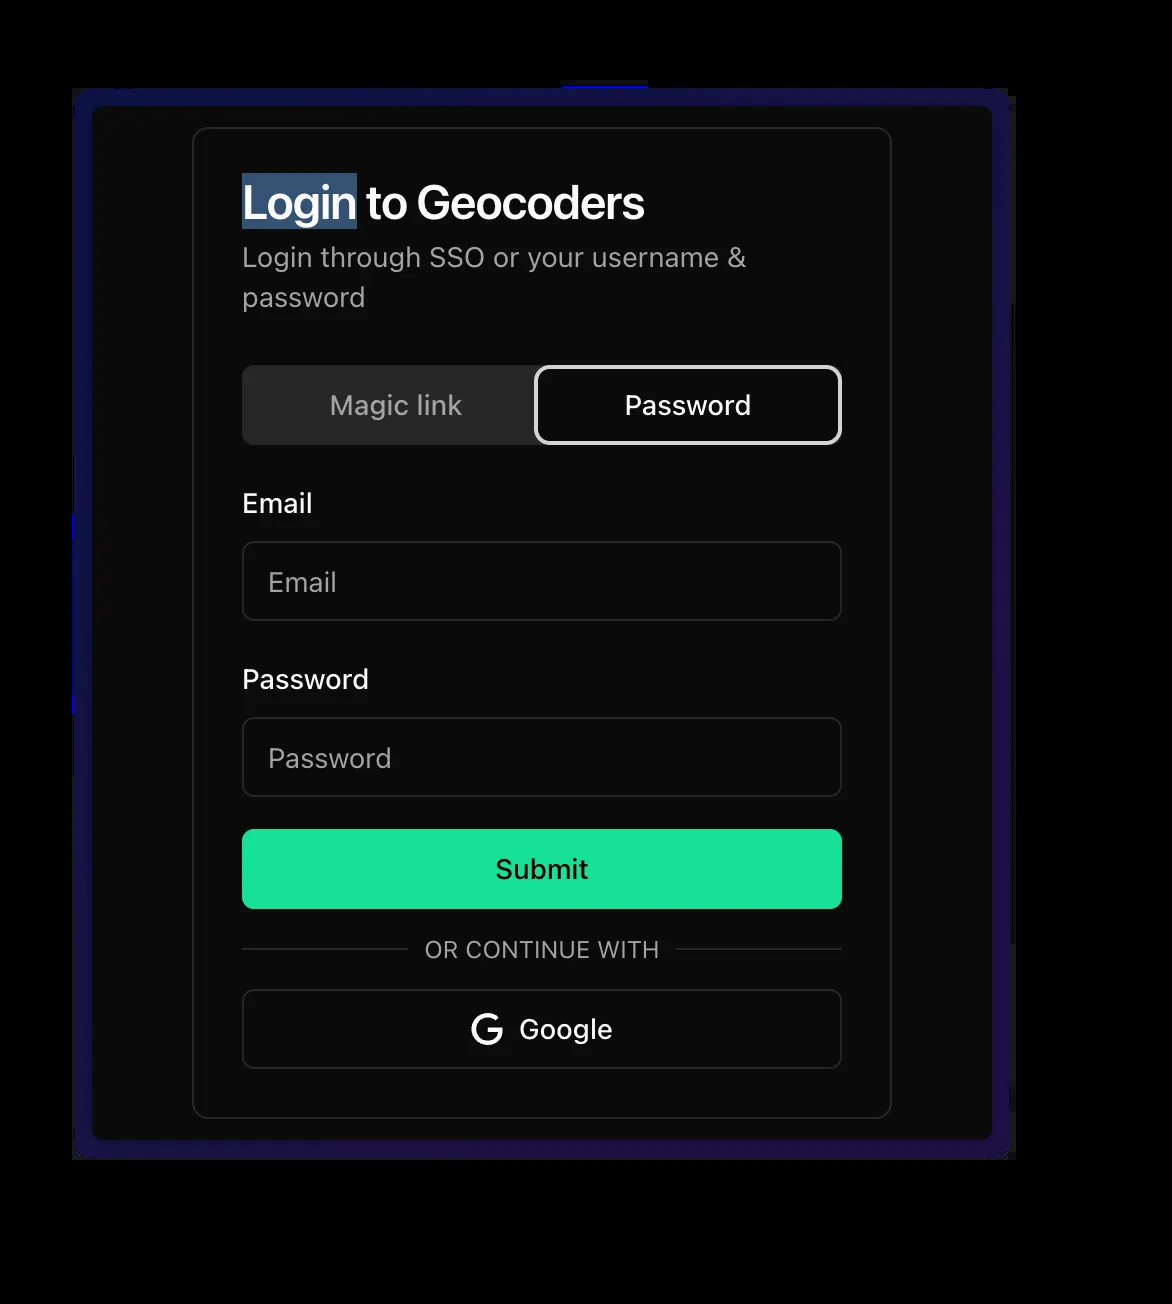 Login to Geocoders
Login through SSO or your username &
password
Magic link
Password
Email
Email
Password
Password
Submit
OR CONTINUE WITH
Google